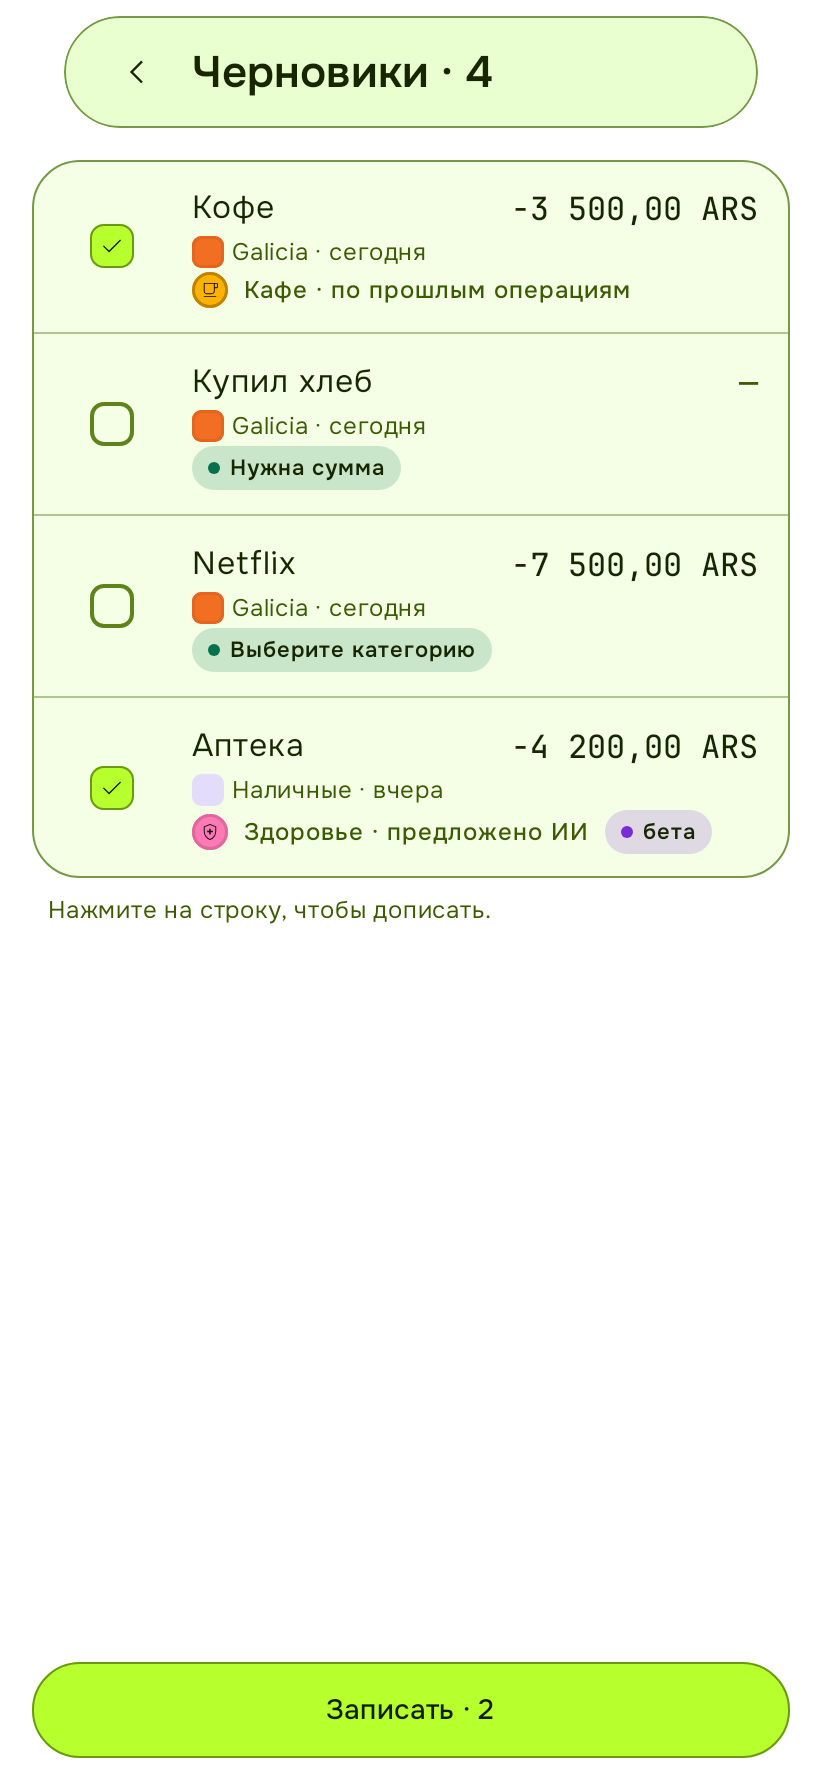 Черновики · 4
Кофе -3 500,00 ARS
Galicia · сегодня
Кафе · по прошлым операциям
Купил хлеб —
Galicia · сегодня
Нужна сумма
Netflix -7 500,00 ARS
Galicia · сегодня
Выберите категорию
Аптека -4 200,00 ARS
Наличные · вчера
Здоровье · предложено ИИ бета
Нажмите на строку, чтобы дописать.
Записать · 2